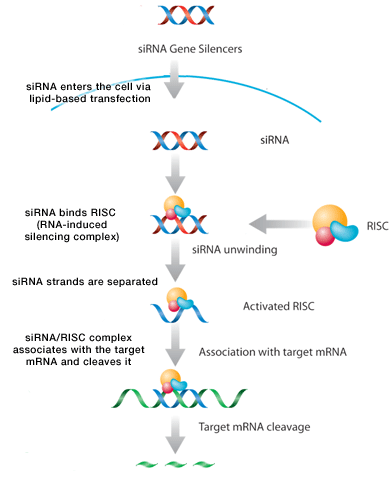 siRNA Gene Silencers
siRNA enters the cell via
lipid-based transfection
siRNA
siRNA binds RISC
(RNA-induced
silencing complex)
RISC
siRNA unwinding
siRNA strands are separated
Activated RISC
siRNA/RISC complex
associates with the target
mRNA and cleaves it
Association with target mRNA
Target mRNA cleavage